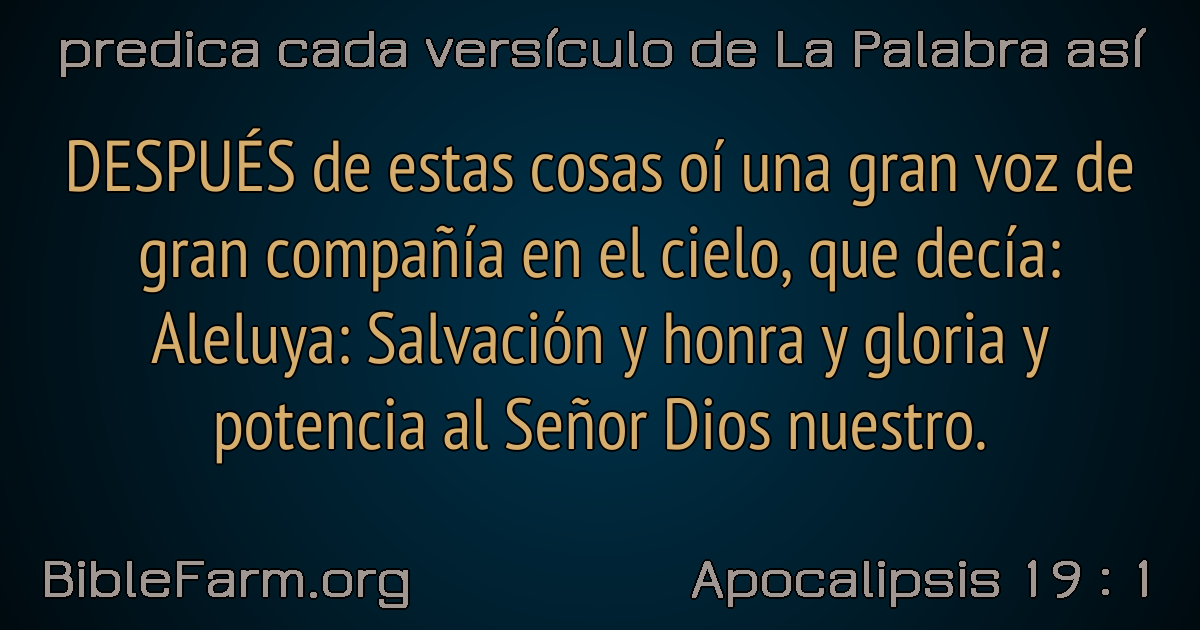 predica cada versículo de La Palabra así
DESPUÉS de estas cosas oí una gran voz de
gran compañía en el cielo, que decía:
Aleluya: Salvación y honra y gloria y
potencia al Señor Dios nuestro.
BibleFarm.org
Apocalipsis 19 : 1